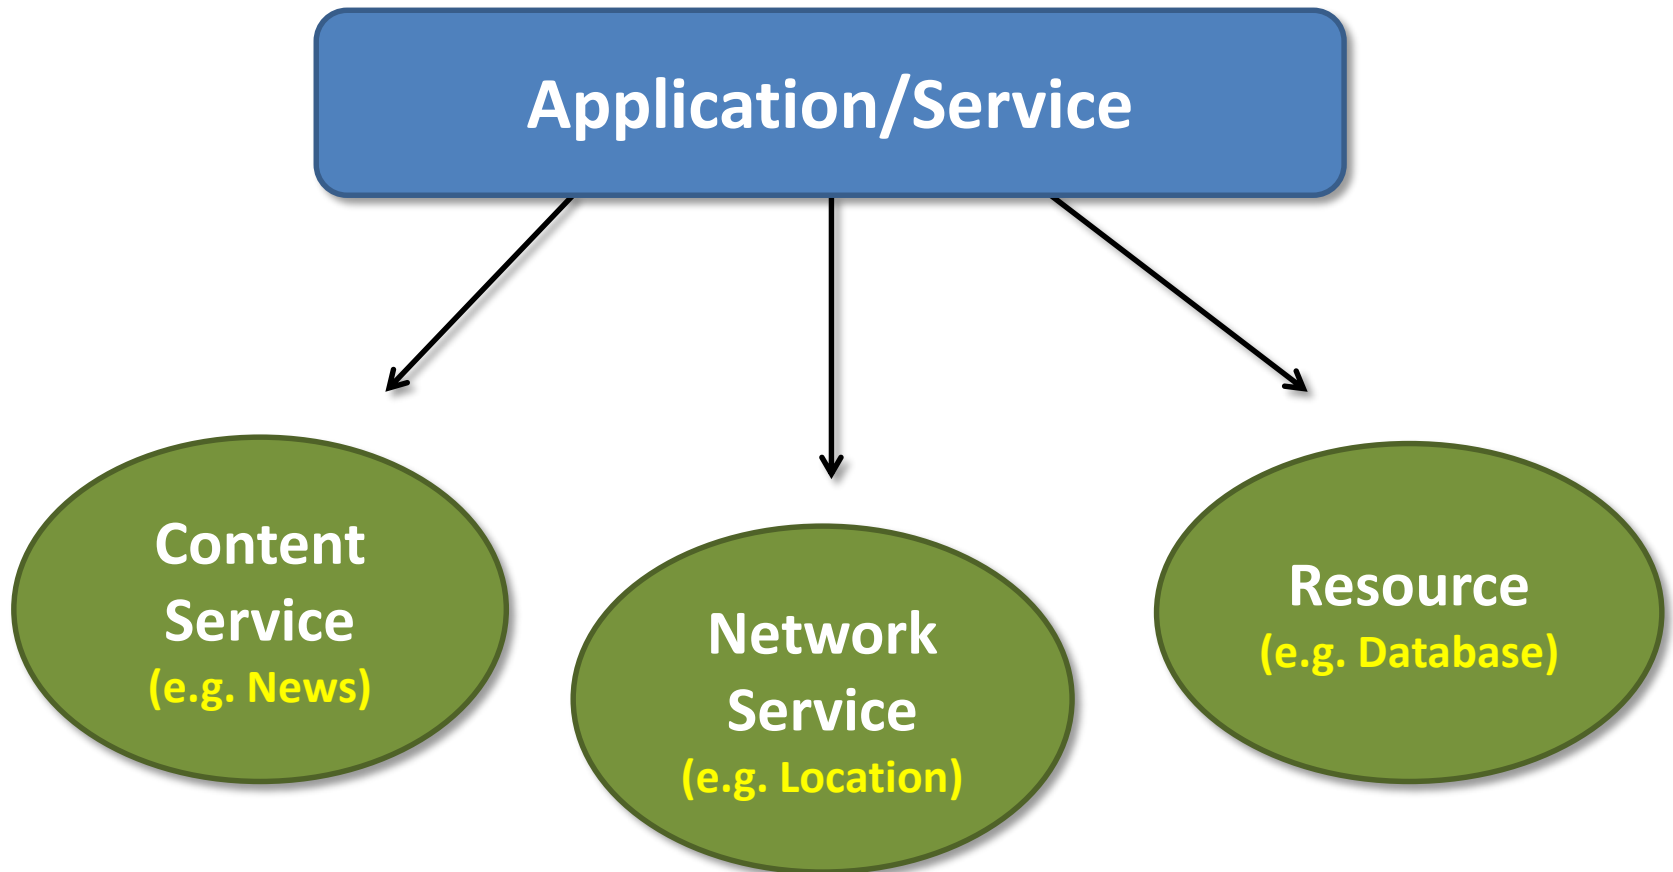 Application/Service
Content
Service
(e.g. News)
Network
Service
(e.g. Location)
Resource
(e.g. Database)